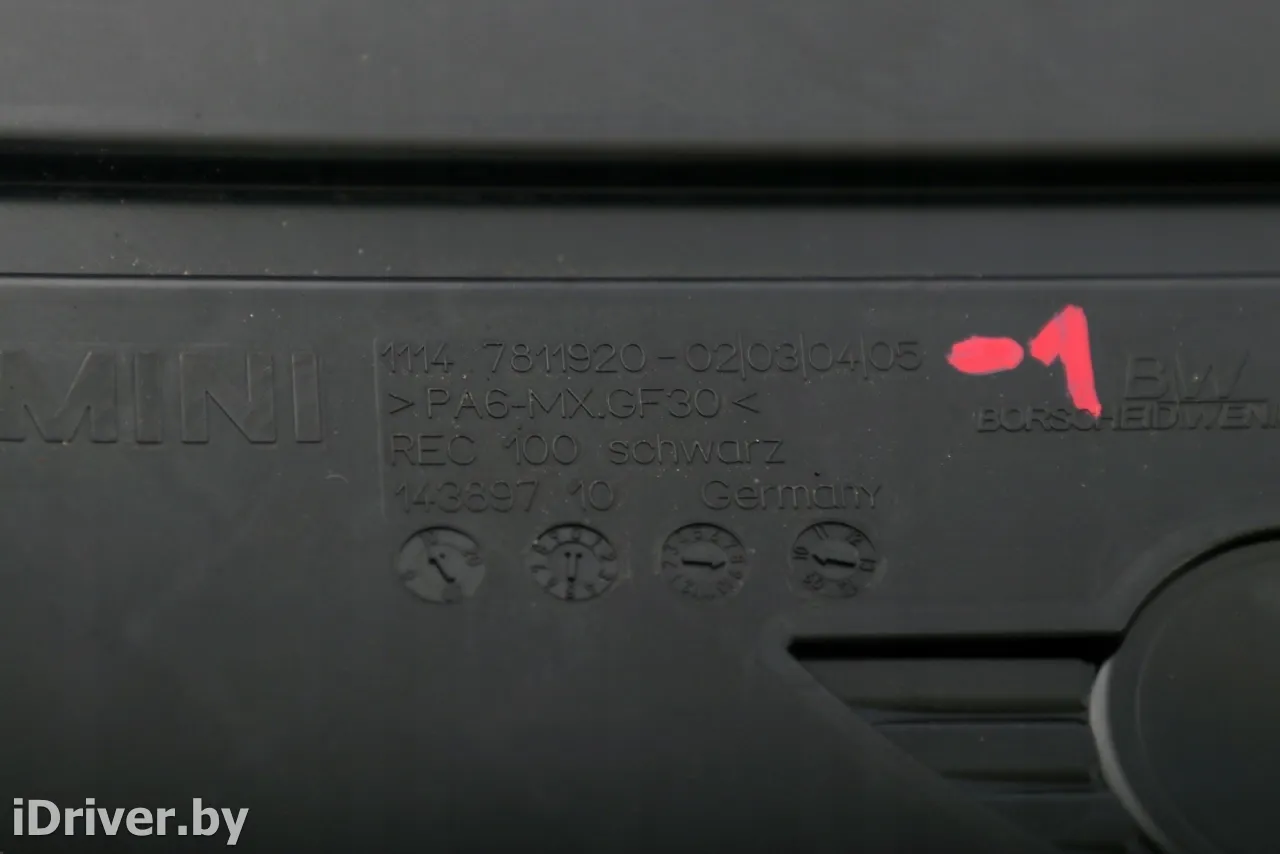 MINI
1114 7811920-02|03|04|05
-1
>PA6-MX.GF30<
REC 100 schwarz
143697 10 Germany
BW
BORSCHEIDWEN
iDriver.by